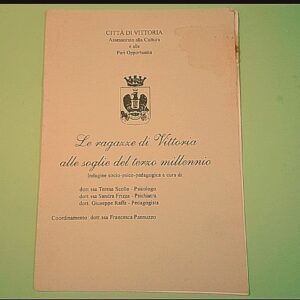 CITTÀ DI VITTORIA
Assessorato alla Cultura
e alle
Pari Opportunità
Le ragazze di Vittoria
alle soglie del terzo millennio
Indagine socio-psico-pedagogica a cura di
dott.ssa Teresa Scollo - Psicologo
dott.ssa Sandra Frizza - Psichiatra
dott. Giuseppe Raffa - Pedagogista
Coordinamento: dott.ssa Francesca Pannuzzo